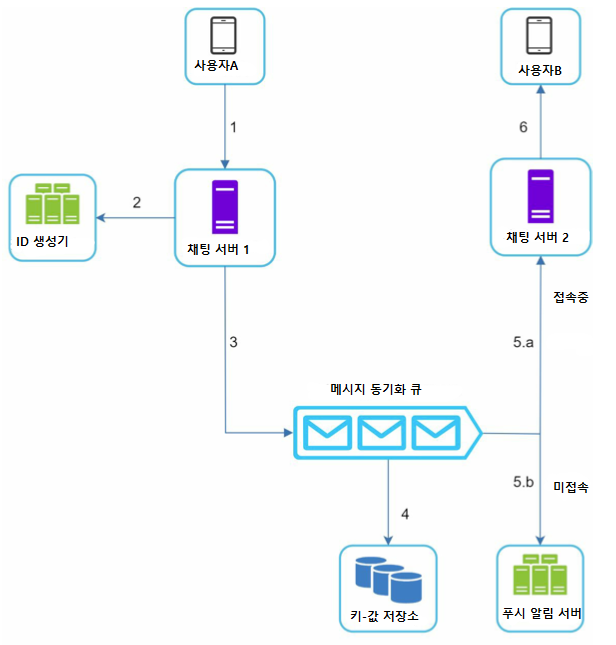 사용자A
사용자B
1
6
2
ID 생성기
채팅 서버 1
채팅 서버 2
접속중
3
5.a
메시지 동기화 큐
5.b
미접속
4
키-값 저장소
푸시 알림 서버